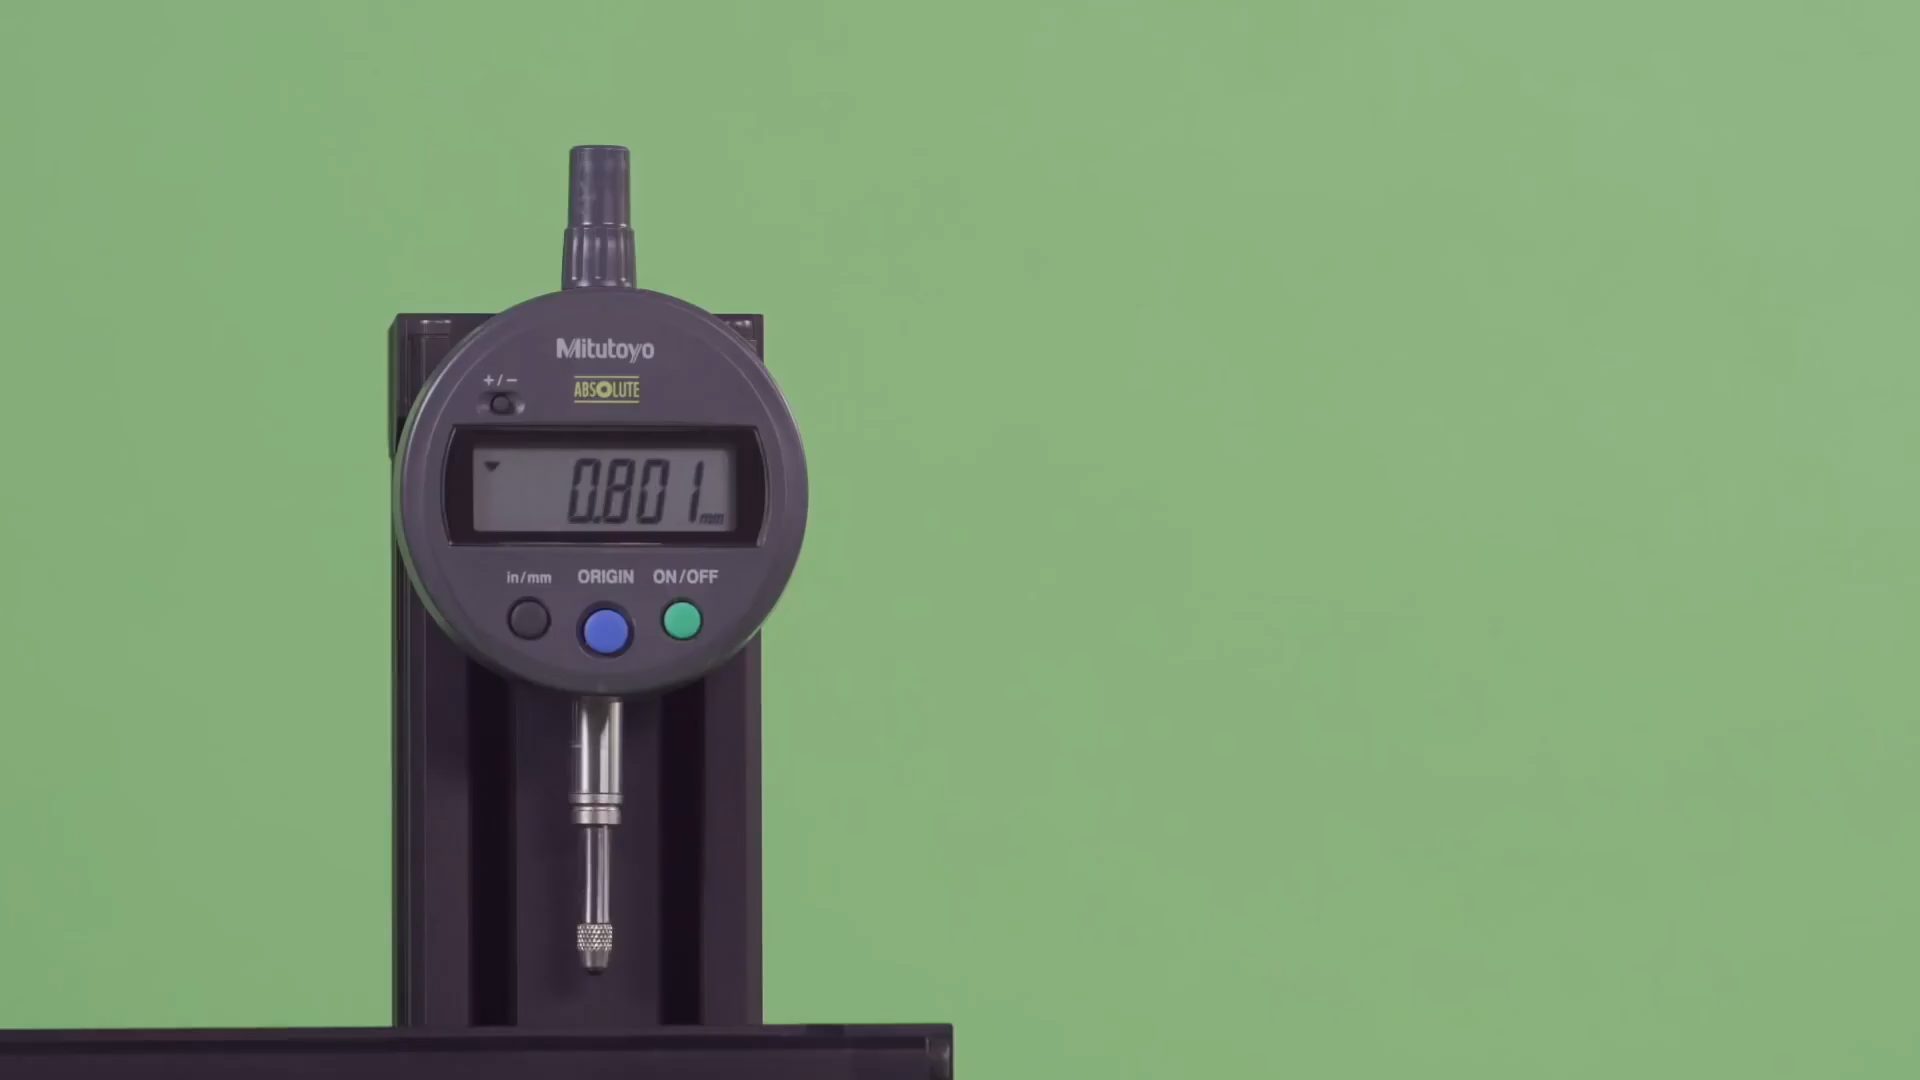 Mitutoyo
ABSOLUTE
+/−
0.801 mm
in/mm ORIGIN ON/OFF